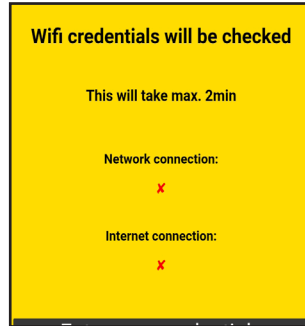 Wifi credentials will be checked
This will take max. 2min
Network connection:
✘
Internet connection:
✘